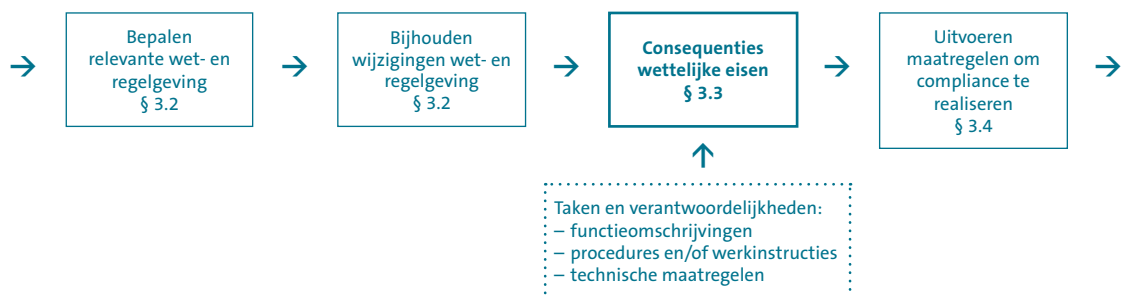 Bepalen
relevante wet- en
regelgeving
§ 3.2
Bijhouden
wijzigingen wet- en
regelgeving
§ 3.2
Consequenties
wettelijke eisen
§ 3.3
Uitvoeren
maatregelen om
compliance te
realiseren
§ 3.4
Taken en verantwoordelijkheden:
– functieomschrijvingen
– procedures en/of werkinstructies
– technische maatregelen